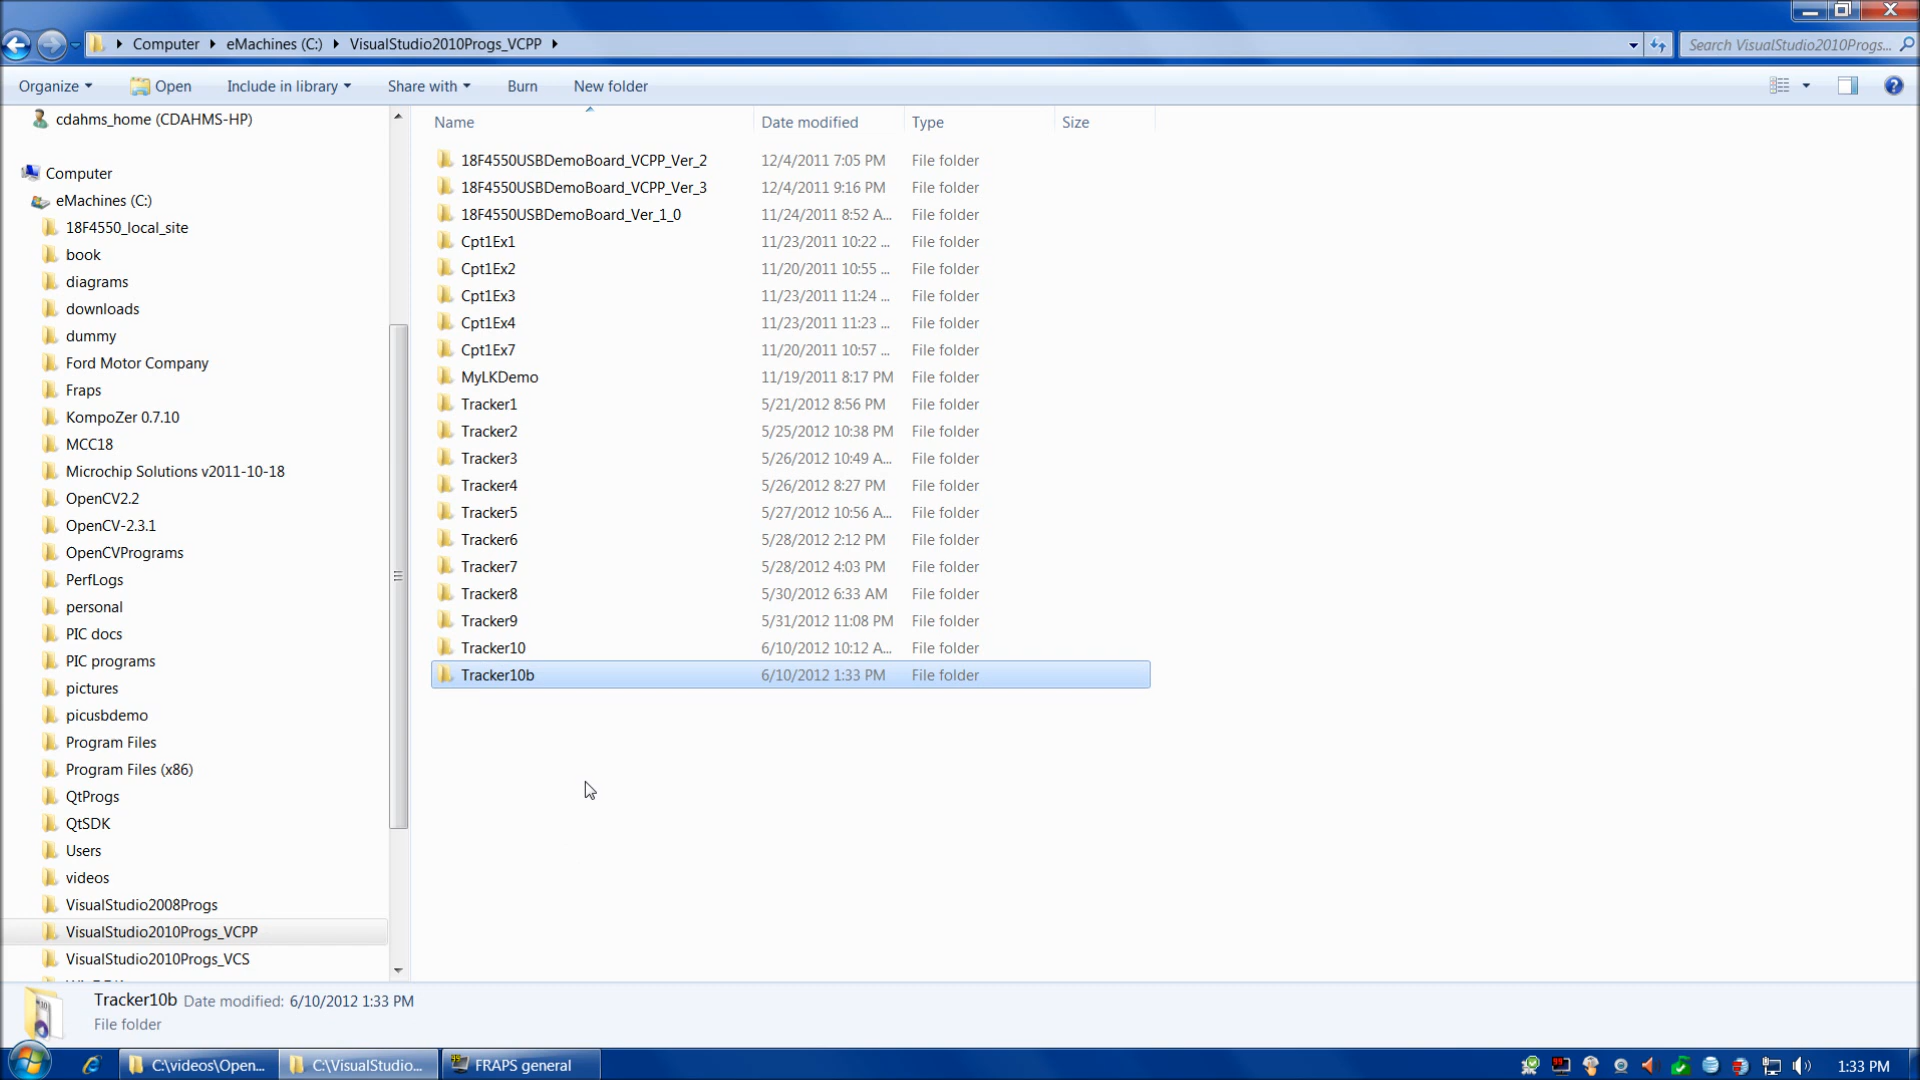 Computer eMachines (C:) VisualStudio2010Progs_VCPP
Search VisualStudio2010Progs...
Organize Open Include in library Share with Burn New folder
cdahms_home (CDAHMS-HP)
Computer
eMachines (C:)
18F4550_local_site
book
diagrams
downloads
dummy
Ford Motor Company
Fraps
KompoZer 0.7.10
MCC18
Microchip Solutions v2011-10-18
OpenCV2.2
OpenCV-2.3.1
OpenCVPrograms
PerfLogs
personal
PIC docs
PIC programs
pictures
picusbdemo
Program Files
Program Files (x86)
QtProgs
QtSDK
Users
videos
VisualStudio2008Progs
VisualStudio2010Progs_VCPP
VisualStudio2010Progs_VCS
Name Date modified Type Size
18F4550USBDemoBoard_VCPP_Ver_2 12/4/2011 7:05 PM File folder
18F4550USBDemoBoard_VCPP_Ver_3 12/4/2011 9:16 PM File folder
18F4550USBDemoBoard_Ver_1_0 11/24/2011 8:52 A... File folder
Cpt1Ex1 11/23/2011 10:22 ... File folder
Cpt1Ex2 11/20/2011 10:55 ... File folder
Cpt1Ex3 11/23/2011 11:24 ... File folder
Cpt1Ex4 11/23/2011 11:23 ... File folder
Cpt1Ex7 11/20/2011 10:57 ... File folder
MyLKDemo 11/19/2011 8:17 PM File folder
Tracker1 5/21/2012 8:56 PM File folder
Tracker2 5/25/2012 10:38 PM File folder
Tracker3 5/26/2012 10:49 A... File folder
Tracker4 5/26/2012 8:27 PM File folder
Tracker5 5/27/2012 10:56 A... File folder
Tracker6 5/28/2012 2:12 PM File folder
Tracker7 5/28/2012 4:03 PM File folder
Tracker8 5/30/2012 6:33 AM File folder
Tracker9 5/31/2012 11:08 PM File folder
Tracker10 6/10/2012 10:12 A... File folder
Tracker10b 6/10/2012 1:33 PM File folder
Tracker10b Date modified: 6/10/2012 1:33 PM
File folder
C:\videos\Open... C:\VisualStudio... FRAPS general 1:33 PM